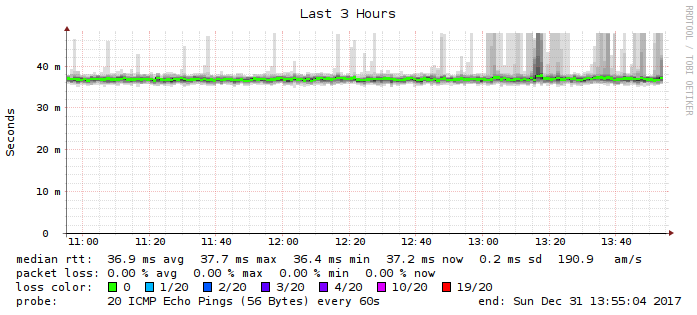 Last 3 Hours
RRDTOOL / TOBI OETIKER
Seconds
40 m
30 m
20 m
10 m
0
11:00 11:20 11:40 12:00 12:20 12:40 13:00 13:20 13:40
median rtt: 36.9 ms avg 37.7 ms max 36.4 ms min 37.2 ms now 0.2 ms sd 190.9 am/s
packet loss: 0.00 % avg 0.00 % max 0.00 % min 0.00 % now
loss color: 0 1/20 2/20 3/20 4/20 10/20 19/20
probe: 20 ICMP Echo Pings (56 Bytes) every 60s end: Sun Dec 31 13:55:04 2017